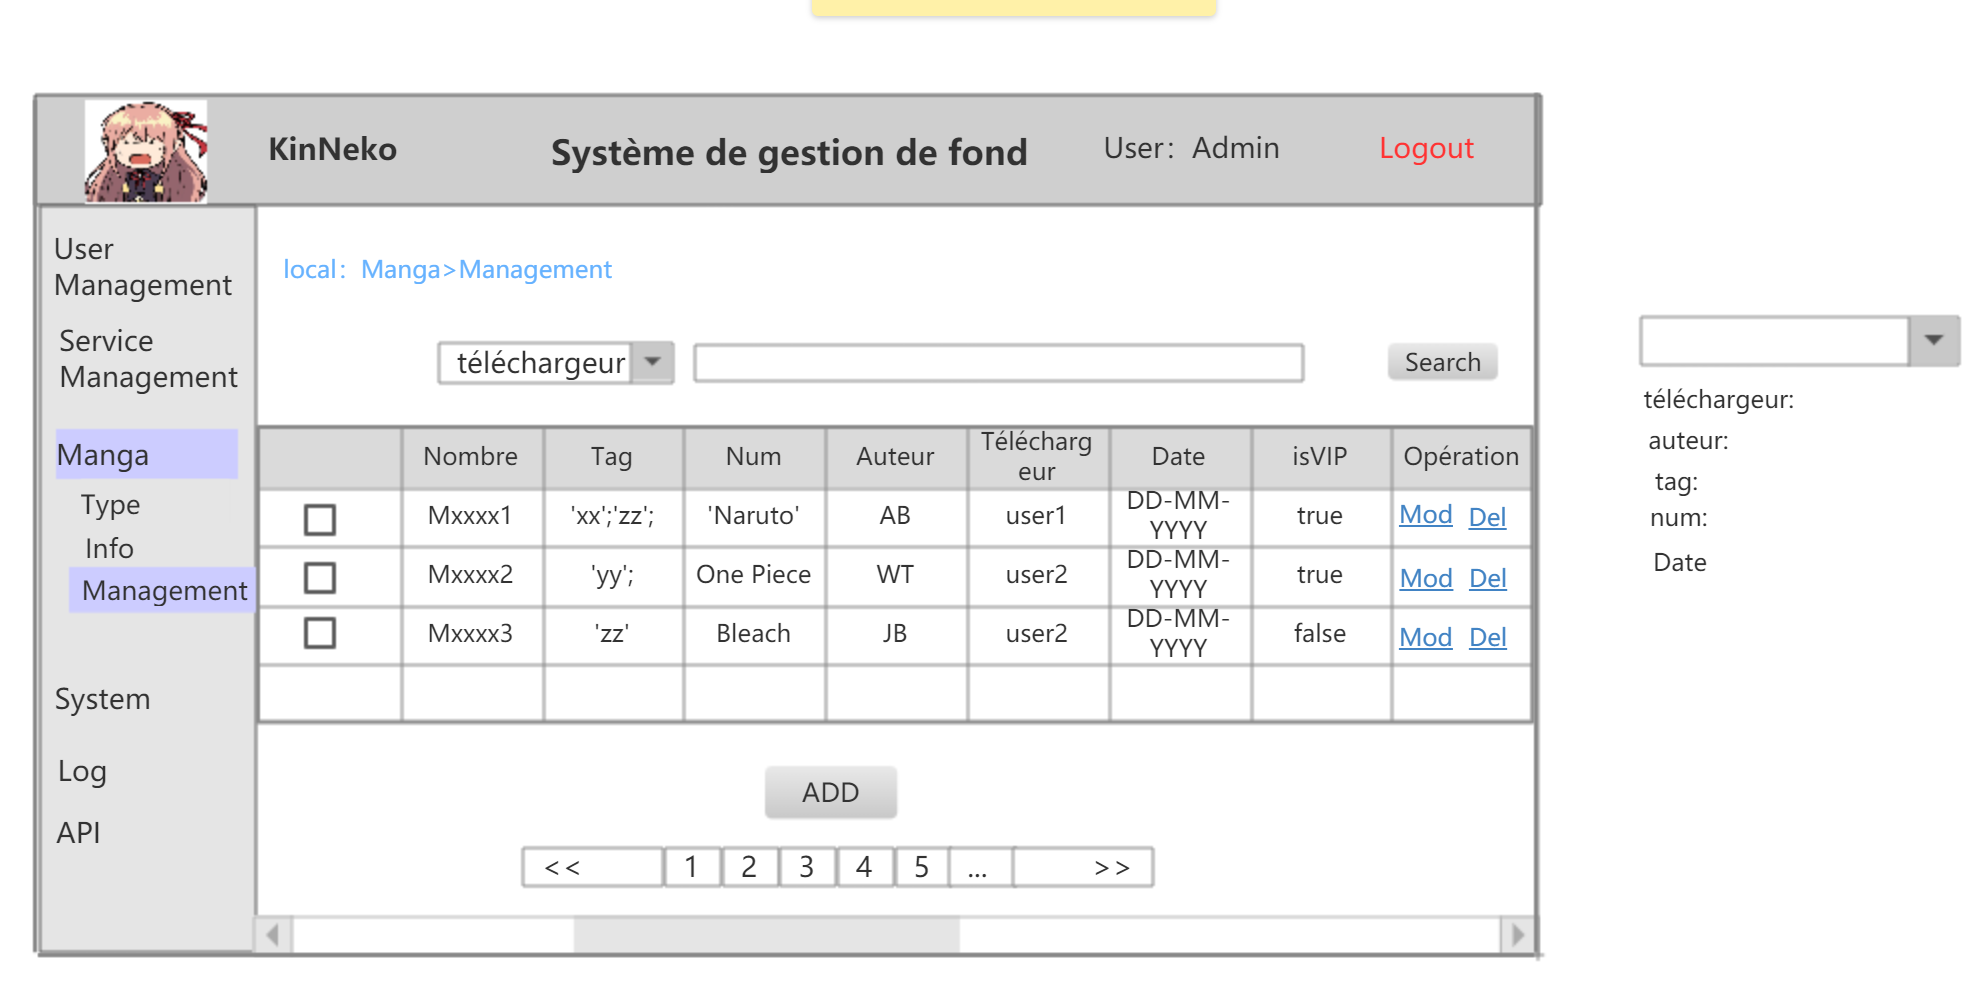 KinNeko
Système de gestion de fond
User: Admin
Logout
User
Management
Service
Management
Manga
Type
Info
Management
System
Log
API
local: Manga>Management
téléchargeur
Search
Nombre Tag Num Auteur Télécharg
eur Date isVIP Opération
Mxxxx1 'xx';'zz'; 'Naruto' AB user1 DD-MM-
YYYY true Mod Del
Mxxxx2 'yy'; One Piece WT user2 DD-MM-
YYYY true Mod Del
Mxxxx3 'zz' Bleach JB user2 DD-MM-
YYYY false Mod Del
ADD
<< 1 2 3 4 5 ... >>
téléchargeur:
auteur:
tag:
num:
Date